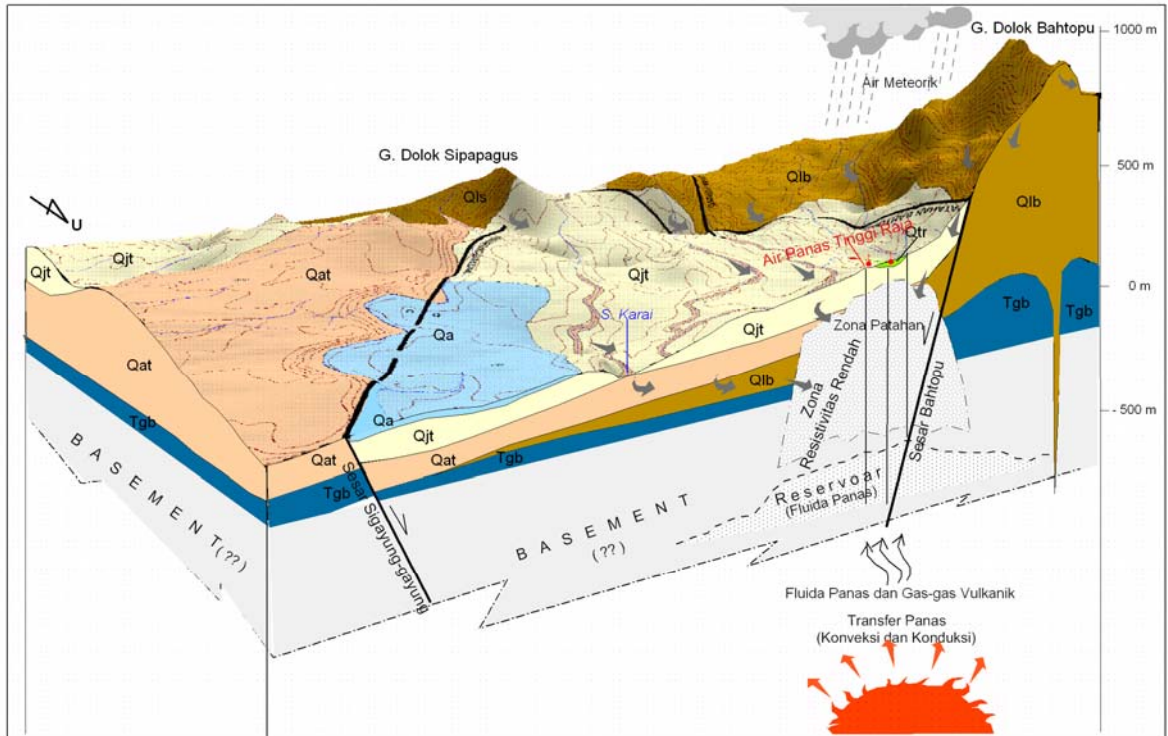 G. Dolok Bahtopu
1000 m
Air Meteorik
G. Dolok Sipapagus
500 m
Qls
Qlb
Qlb
U
Qtr
Air Panas Tinggi Raja
Qjt
Qjt
Qat
Qjt
0 m
Tgb
Tgb
S. Karai
Qa
Qjt
Zona Patahan
Qat
Qlb
Zona
Resistivitas Rendah
Sesar Bahtopu
- 500 m
Qa
Qjt
Tgb
Qat
Qat
Tgb
Tgb
Sesar Sigayung-gayung
BASEMENT
(??)
BASEMENT
(??)
Reservoar
(Fluida Panas)
Fluida Panas dan Gas-gas Vulkanik
Transfer Panas
(Konveksi dan Konduksi)